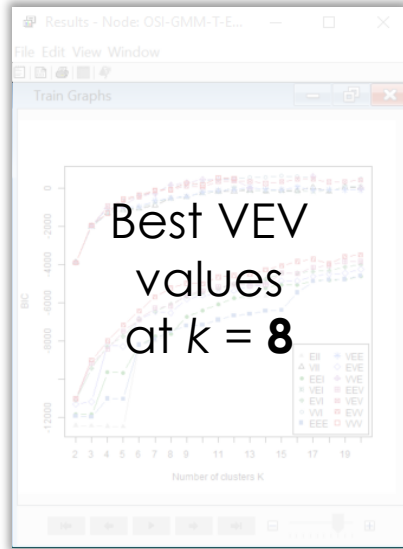 Results - Node: OSI-GMM-T-E...
File Edit View Window
Train Graphs
Best VEV
values
at k = 8
BIC
0
-2000
-4000
-6000
-8000
-12000
2 3 4 5 6 7 8 9 11 13 15 17 19
Number of clusters K
EII VEE
VII EVE
EEI VVE
VEI EEV
EVI VEV
VVI EVV
EEE VVV